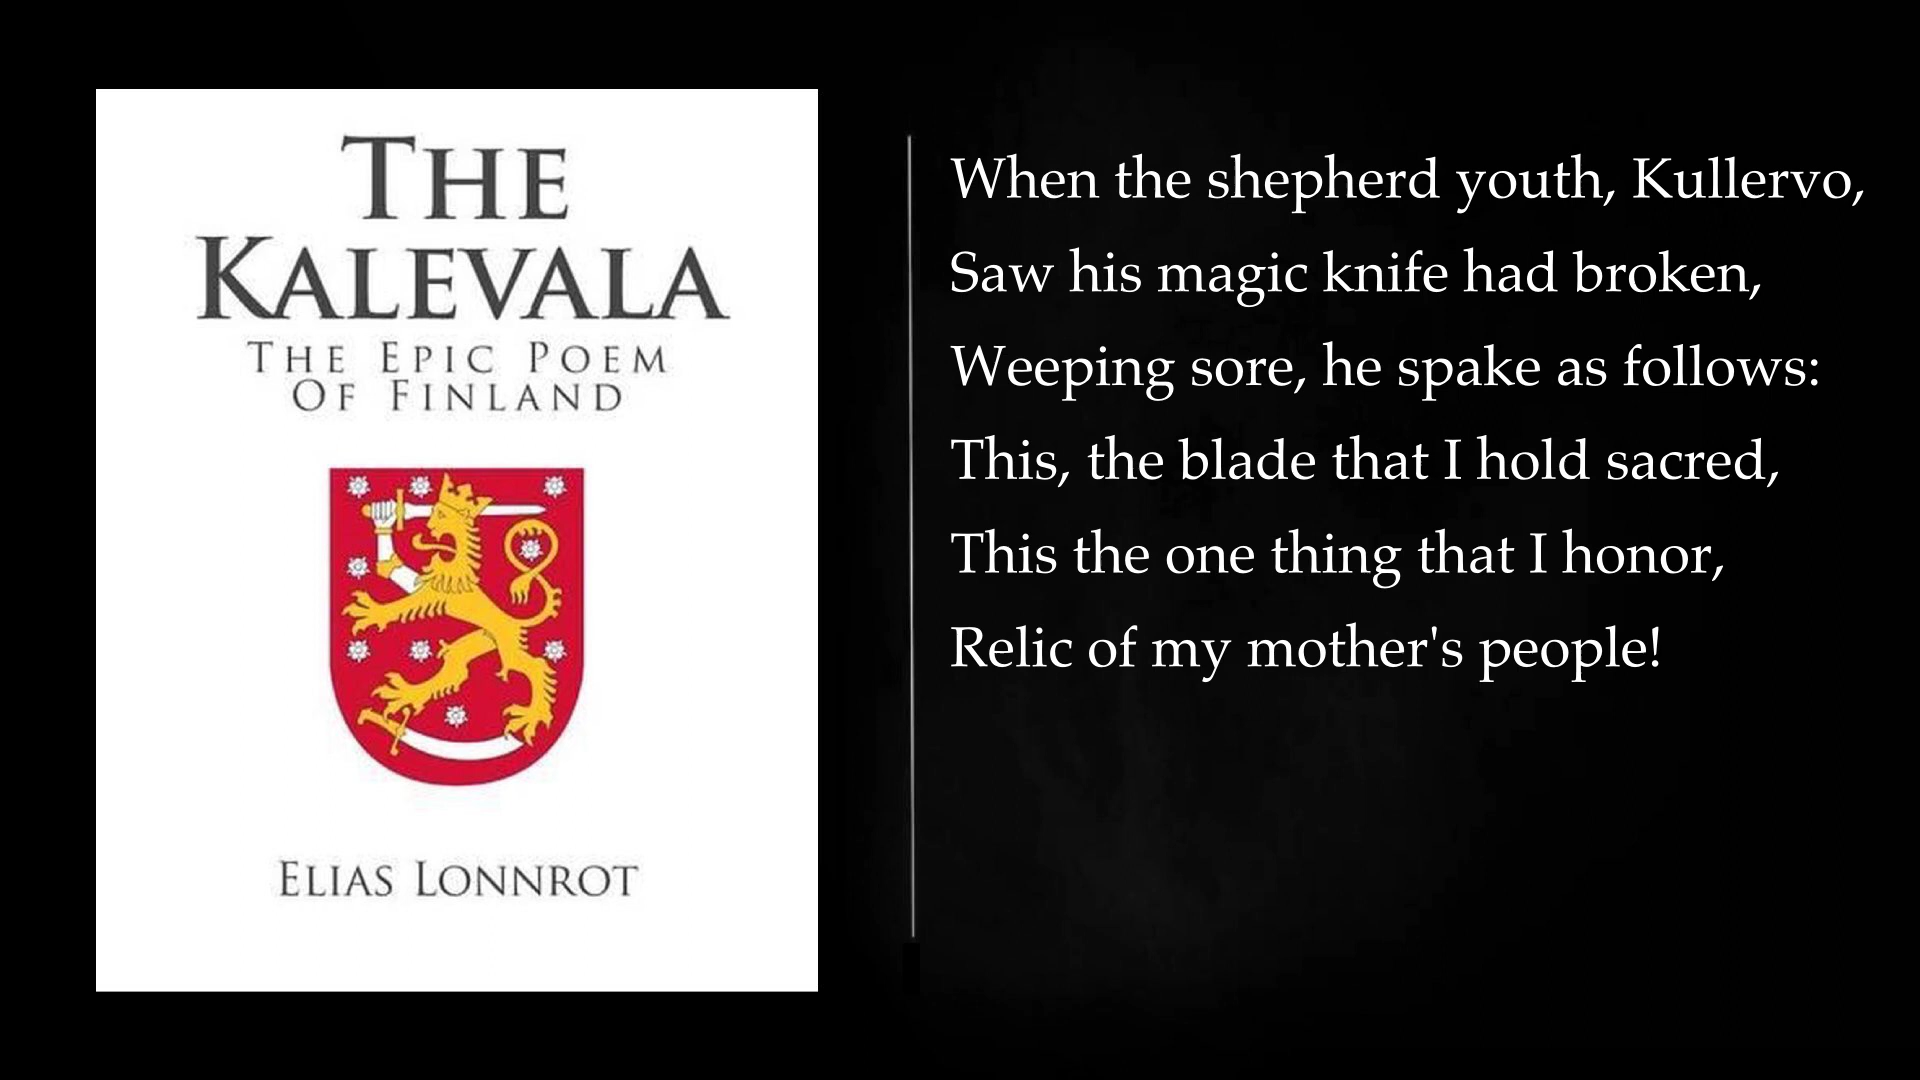 THE
KALEVALA
THE EPIC POEM
OF FINLAND
ELIAS LONNROT
When the shepherd youth, Kullervo,
Saw his magic knife had broken,
Weeping sore, he spake as follows:
This, the blade that I hold sacred,
This the one thing that I honor,
Relic of my mother's people!